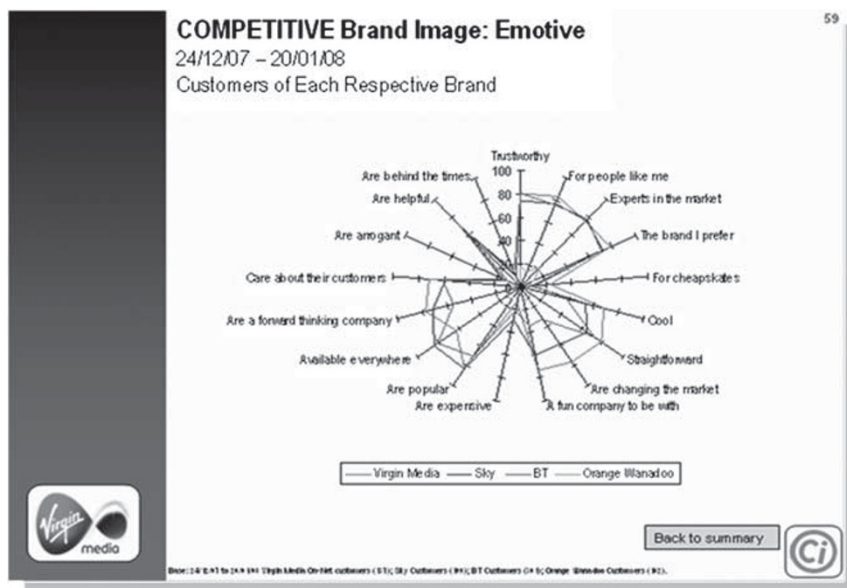 59
COMPETITIVE Brand Image: Emotive
24/12/07 – 20/01/08
Customers of Each Respective Brand
Trustworthy
For people like me
Experts in the market
The brand I prefer
For cheapskates
Cool
Straightforward
Are changing the market
A fun company to be with
Are expensive
Are popular
Available everywhere
Are a forward thinking company
Care about their customers
Are arrogant
Are helpful
Are behind the times
100
80
60
40
0
Virgin Media Sky BT Orange Wanadoo
Virgin
media
Back to summary
Ci